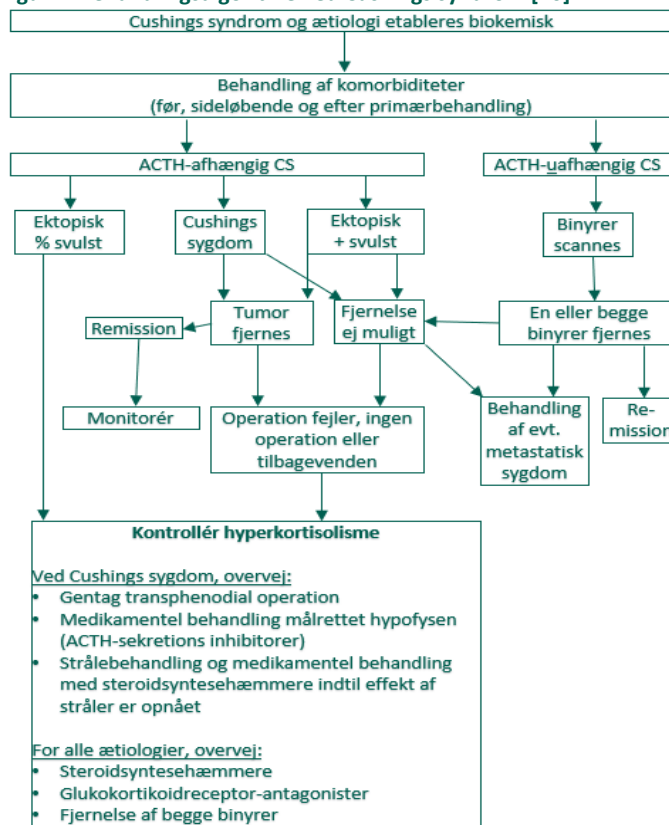 Cushings syndrom og ætiologi etableres biokemisk
Behandling af komorbiditeter
(før, sideløbende og efter primærbehandling)
ACTH-afhængig CS
ACTH-uafhængig CS
Ektopisk
% svulst
Cushings
sygdom
Ektopisk
+ svulst
Binyrer
scannes
Remission
Tumor
fjernes
Fjernelse
ej muligt
En eller begge
binyrer fjernes
Monitorér
Operation fejler, ingen
operation eller
tilbagevenden
Behandling
af evt.
metastatisk
sygdom
Re-
mission
Kontrollér hyperkortisolisme
Ved Cushings sygdom, overvej:
• Gentag transphenodial operation
• Medikamentel behandling målrettet hypofysen
(ACTH-sekretions inhibitorer)
• Strålebehandling og medikamentel behandling
med steroidsyntesehæmmere indtil effekt af
stråler er opnået
For alle ætiologier, overvej:
• Steroidsyntesehæmmere
• Glukokortikoidreceptor-antagonister
• Fjernelse af begge binyrer